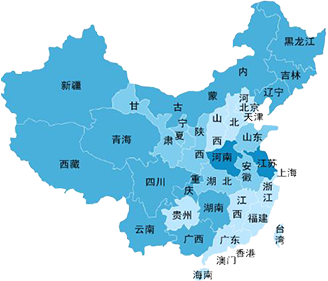 黑龙江
吉林
辽宁
内
蒙
古
新疆
甘
肃
宁
夏
陕
西
山
西
河
北
北京
天津
山东
青海
河南
江苏
上海
安
徽
西藏
四川
重
庆
湖北
浙
江
贵州
湖南
江
西
福建
云南
广西
广东
台
湾
香港
澳门
海南